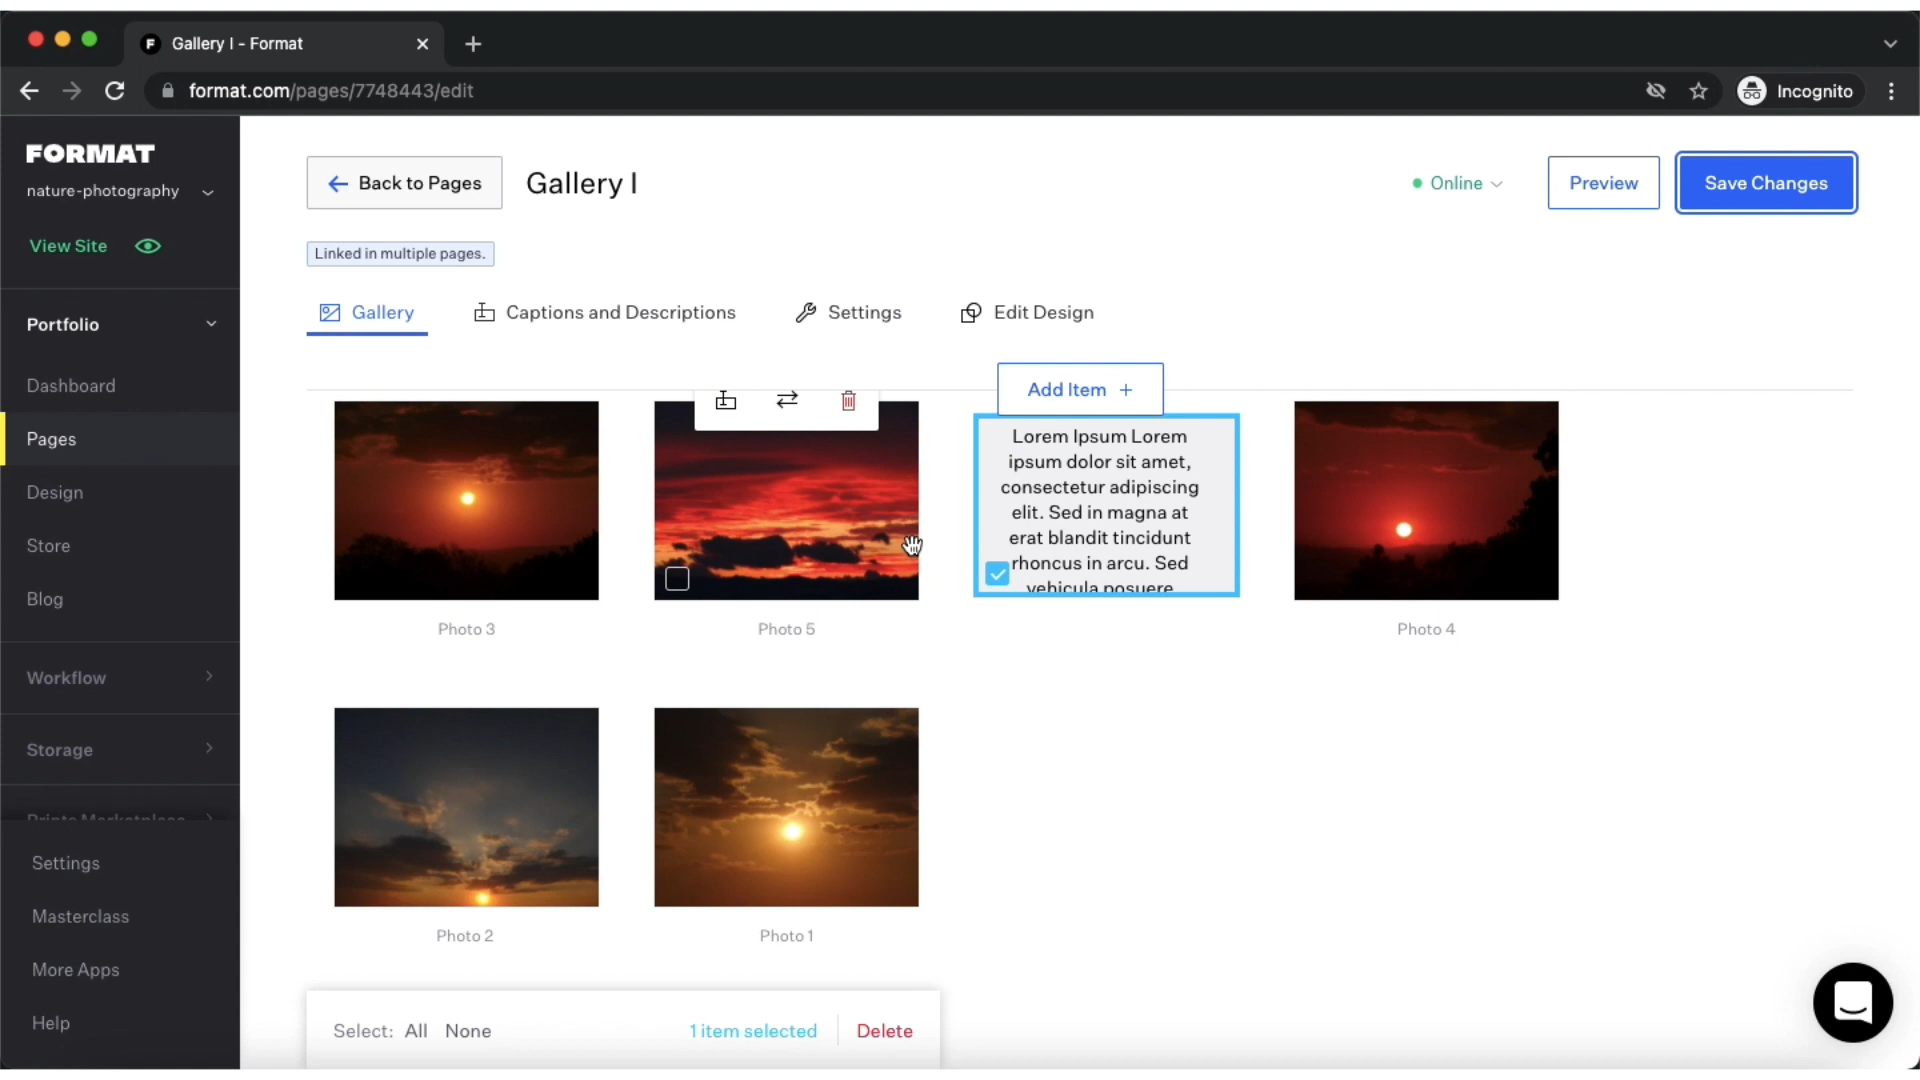 Gallery I - Format
format.com/pages/7748443/edit
Incognito
FORMAT
nature-photography
View Site
Portfolio
Dashboard
Pages
Design
Store
Blog
Workflow
Storage
Prints Marketplace
Settings
Masterclass
More Apps
Help
Back to Pages
Gallery I
Online
Preview
Save Changes
Linked in multiple pages.
Gallery
Captions and Descriptions
Settings
Edit Design
Add Item +
Lorem Ipsum Lorem
ipsum dolor sit amet,
consectetur adipiscing
elit. Sed in magna at
erat blandit tincidunt
rhoncus in arcu. Sed
vehicula posuere
Photo 3
Photo 5
Photo 4
Photo 2
Photo 1
Select: All None
1 item selected
Delete